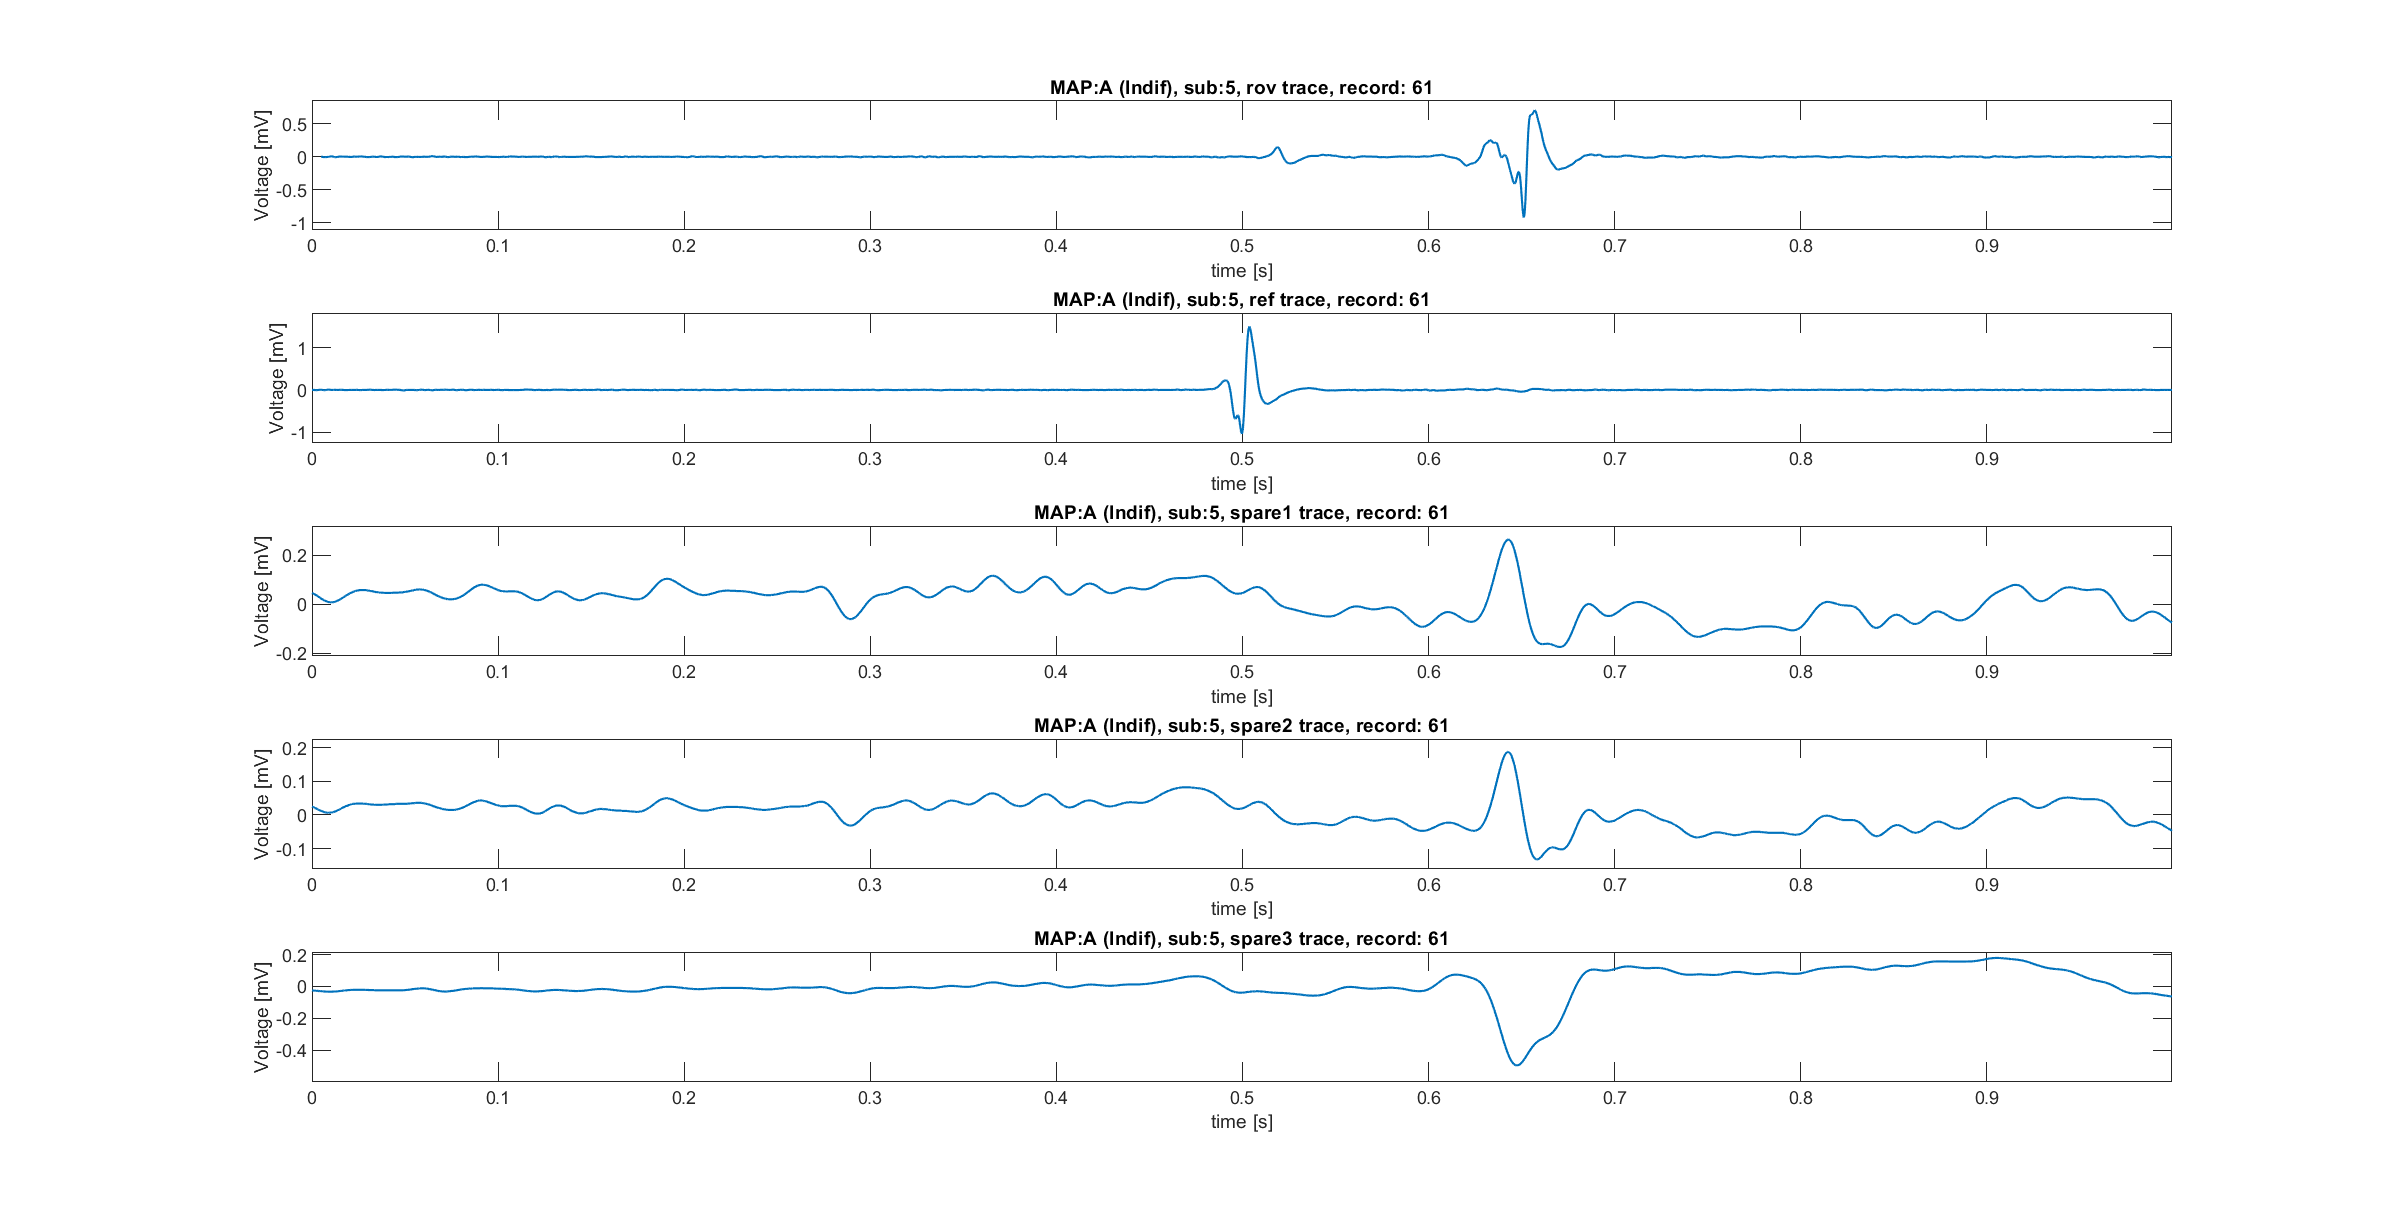 MAP:A (Indif), sub:5, rov trace, record: 61
Voltage [mV]
0.5
0
-0.5
-1
0 0.1 0.2 0.3 0.4 0.5 0.6 0.7 0.8 0.9
time [s]
MAP:A (Indif), sub:5, ref trace, record: 61
Voltage [mV]
1
0
-1
0 0.1 0.2 0.3 0.4 0.5 0.6 0.7 0.8 0.9
time [s]
MAP:A (Indif), sub:5, spare1 trace, record: 61
Voltage [mV]
0.2
0
-0.2
0 0.1 0.2 0.3 0.4 0.5 0.6 0.7 0.8 0.9
time [s]
MAP:A (Indif), sub:5, spare2 trace, record: 61
Voltage [mV]
0.2
0.1
0
-0.1
0 0.1 0.2 0.3 0.4 0.5 0.6 0.7 0.8 0.9
time [s]
MAP:A (Indif), sub:5, spare3 trace, record: 61
Voltage [mV]
0.2
0
-0.2
-0.4
0 0.1 0.2 0.3 0.4 0.5 0.6 0.7 0.8 0.9
time [s]